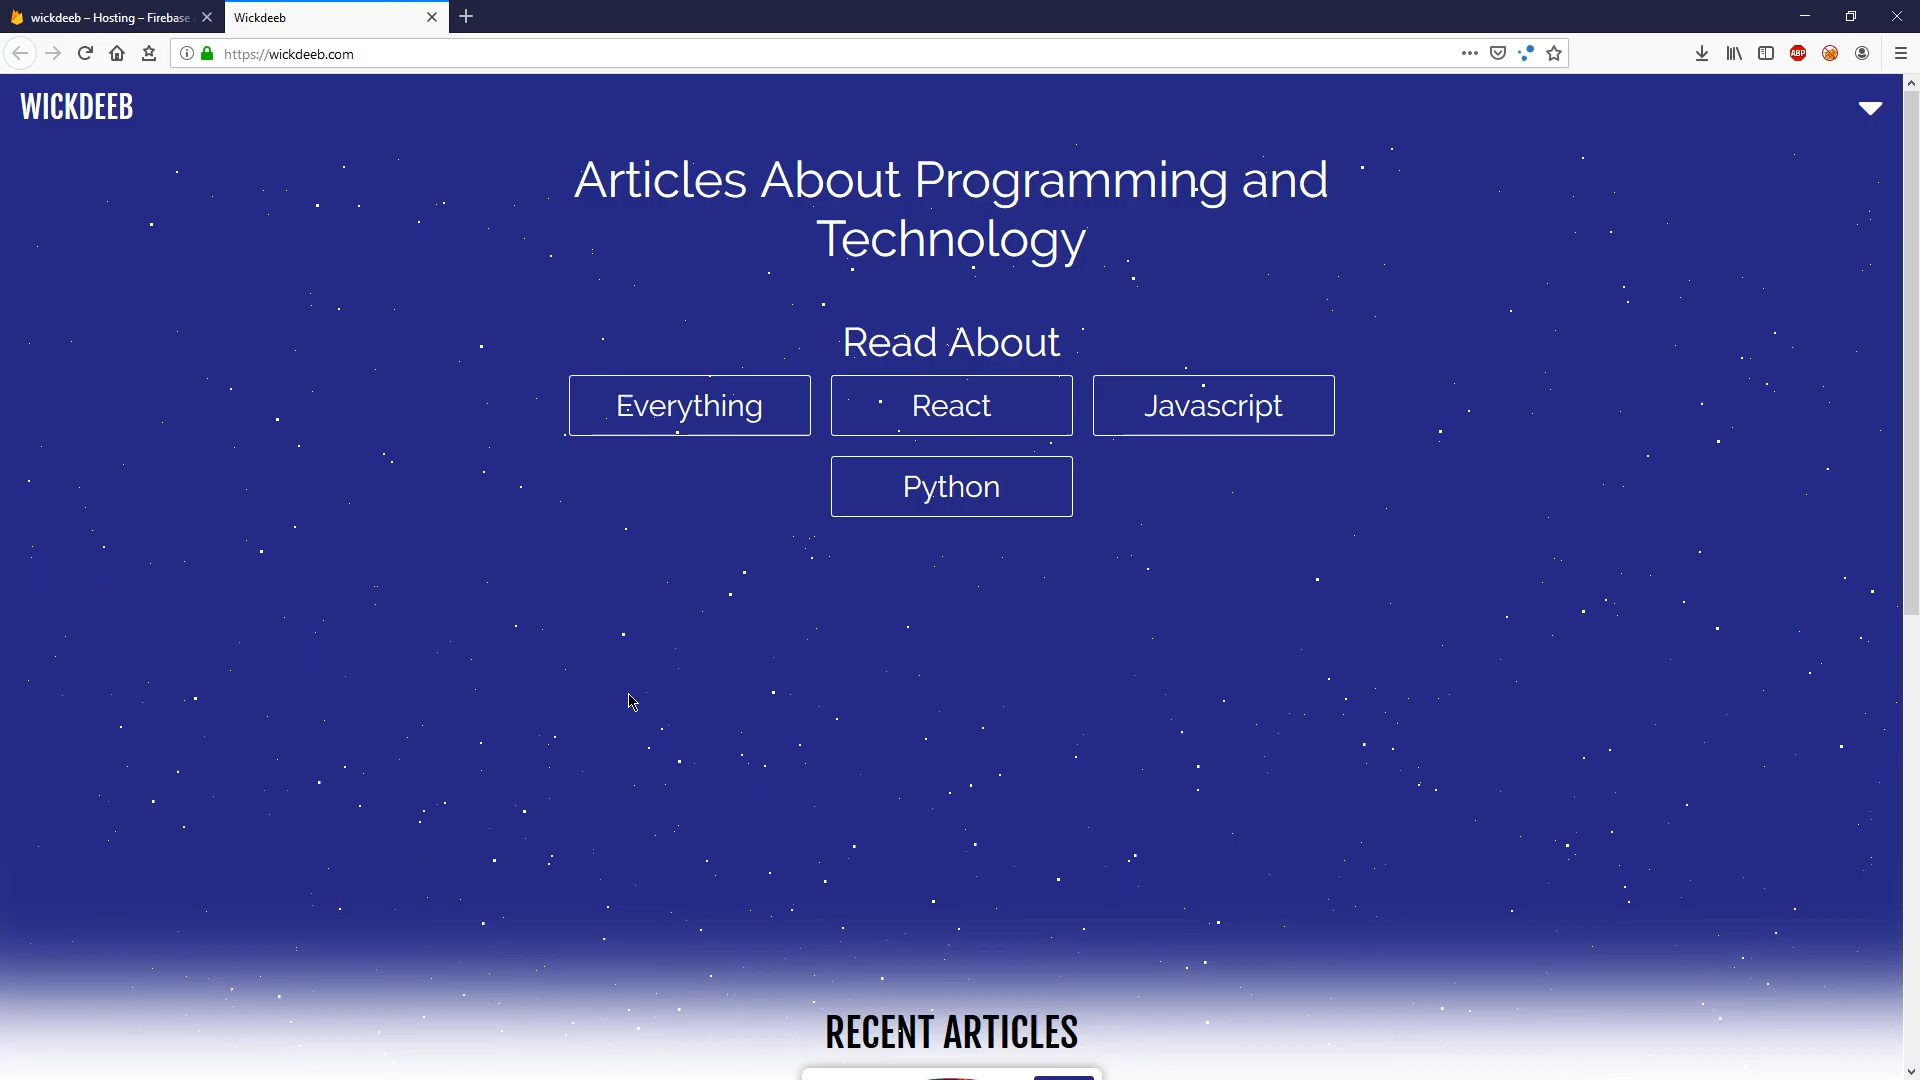 wickdeeb – Hosting – Firebase
Wickdeeb
https://wickdeeb.com
ABP
WICKDEEB
Articles About Programming and
Technology
Read About
Everything
React
Javascript
Python
RECENT ARTICLES